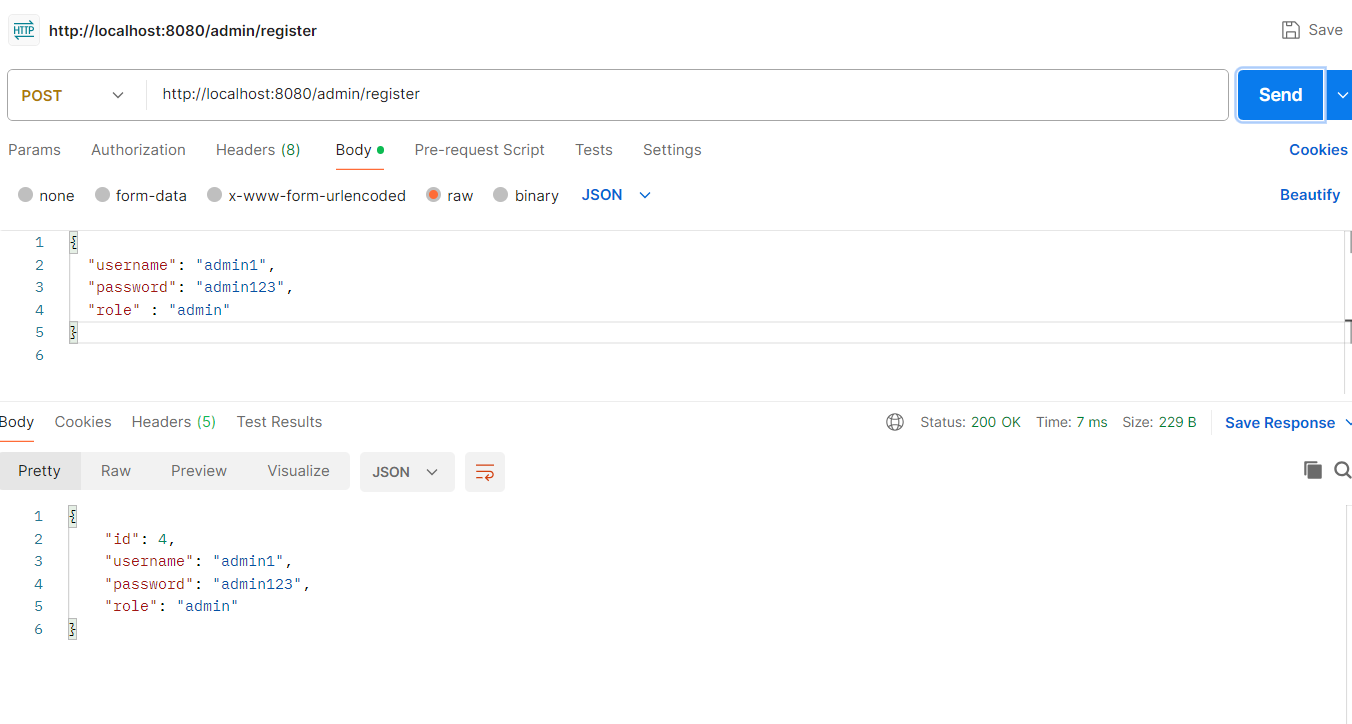 HTTP http://localhost:8080/admin/register Save
POST http://localhost:8080/admin/register Send
Params Authorization Headers (8) Body Pre-request Script Tests Settings Cookies
none form-data x-www-form-urlencoded raw binary JSON Beautify
1 {
2 "username": "admin1",
3 "password": "admin123",
4 "role" : "admin"
5 }
6
Body Cookies Headers (5) Test Results Status: 200 OK Time: 7 ms Size: 229 B Save Response
Pretty Raw Preview Visualize JSON
1 {
2 "id": 4,
3 "username": "admin1",
4 "password": "admin123",
5 "role": "admin"
6 }